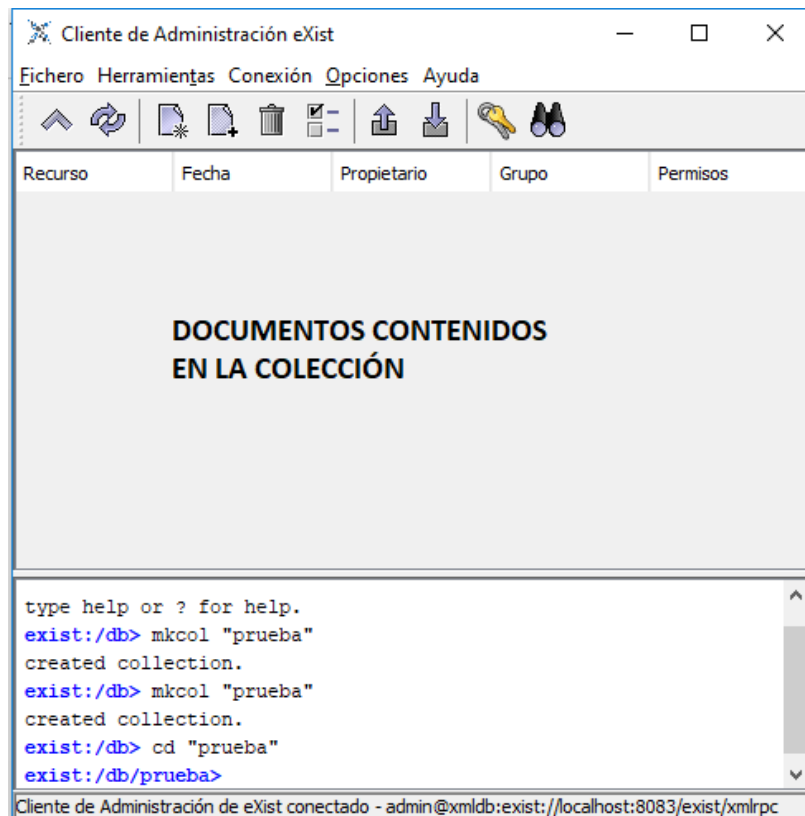 Cliente de Administración eXist
Fichero Herramientas Conexión Opciones Ayuda
Recurso Fecha Propietario Grupo Permisos
DOCUMENTOS CONTENIDOS
EN LA COLECCIÓN
type help or ? for help.
exist:/db> mkcol "prueba"
created collection.
exist:/db> mkcol "prueba"
created collection.
exist:/db> cd "prueba"
exist:/db/prueba>
Cliente de Administración de eXist conectado - admin@xmldb:exist://localhost:8083/exist/xmlrpc